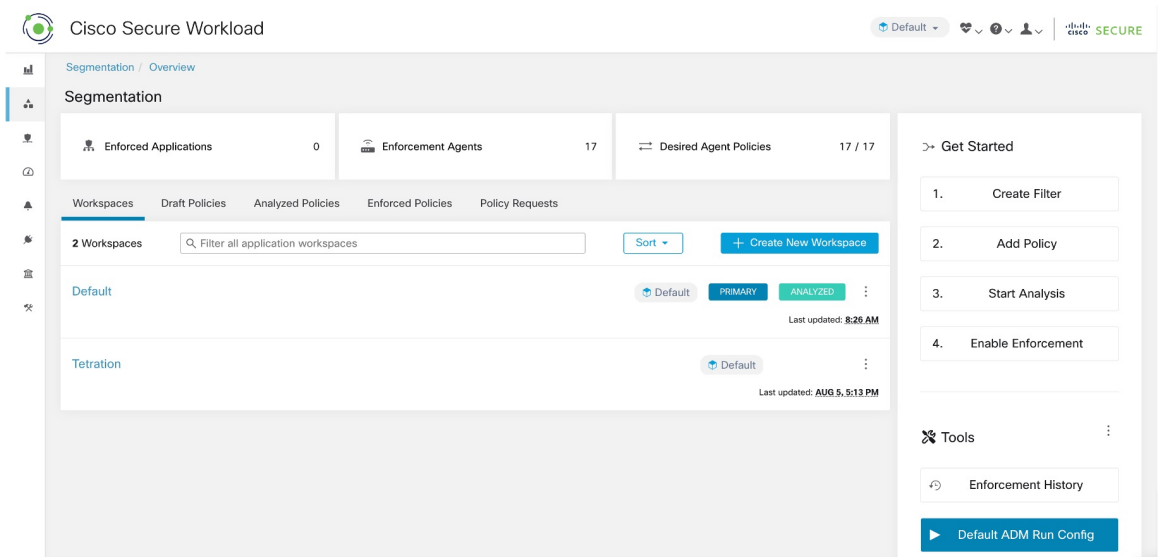 Cisco Secure Workload
Default
CISCO SECURE
Segmentation / Overview
Segmentation
Enforced Applications 0
Enforcement Agents 17
Desired Agent Policies 17 / 17
Workspaces Draft Policies Analyzed Policies Enforced Policies Policy Requests
2 Workspaces Filter all application workspaces Sort + Create New Workspace
Default Default PRIMARY ANALYZED
Last updated: 8:26 AM
Tetration Default
Last updated: AUG 5, 5:13 PM
Get Started
1. Create Filter
2. Add Policy
3. Start Analysis
4. Enable Enforcement
Tools
Enforcement History
Default ADM Run Config